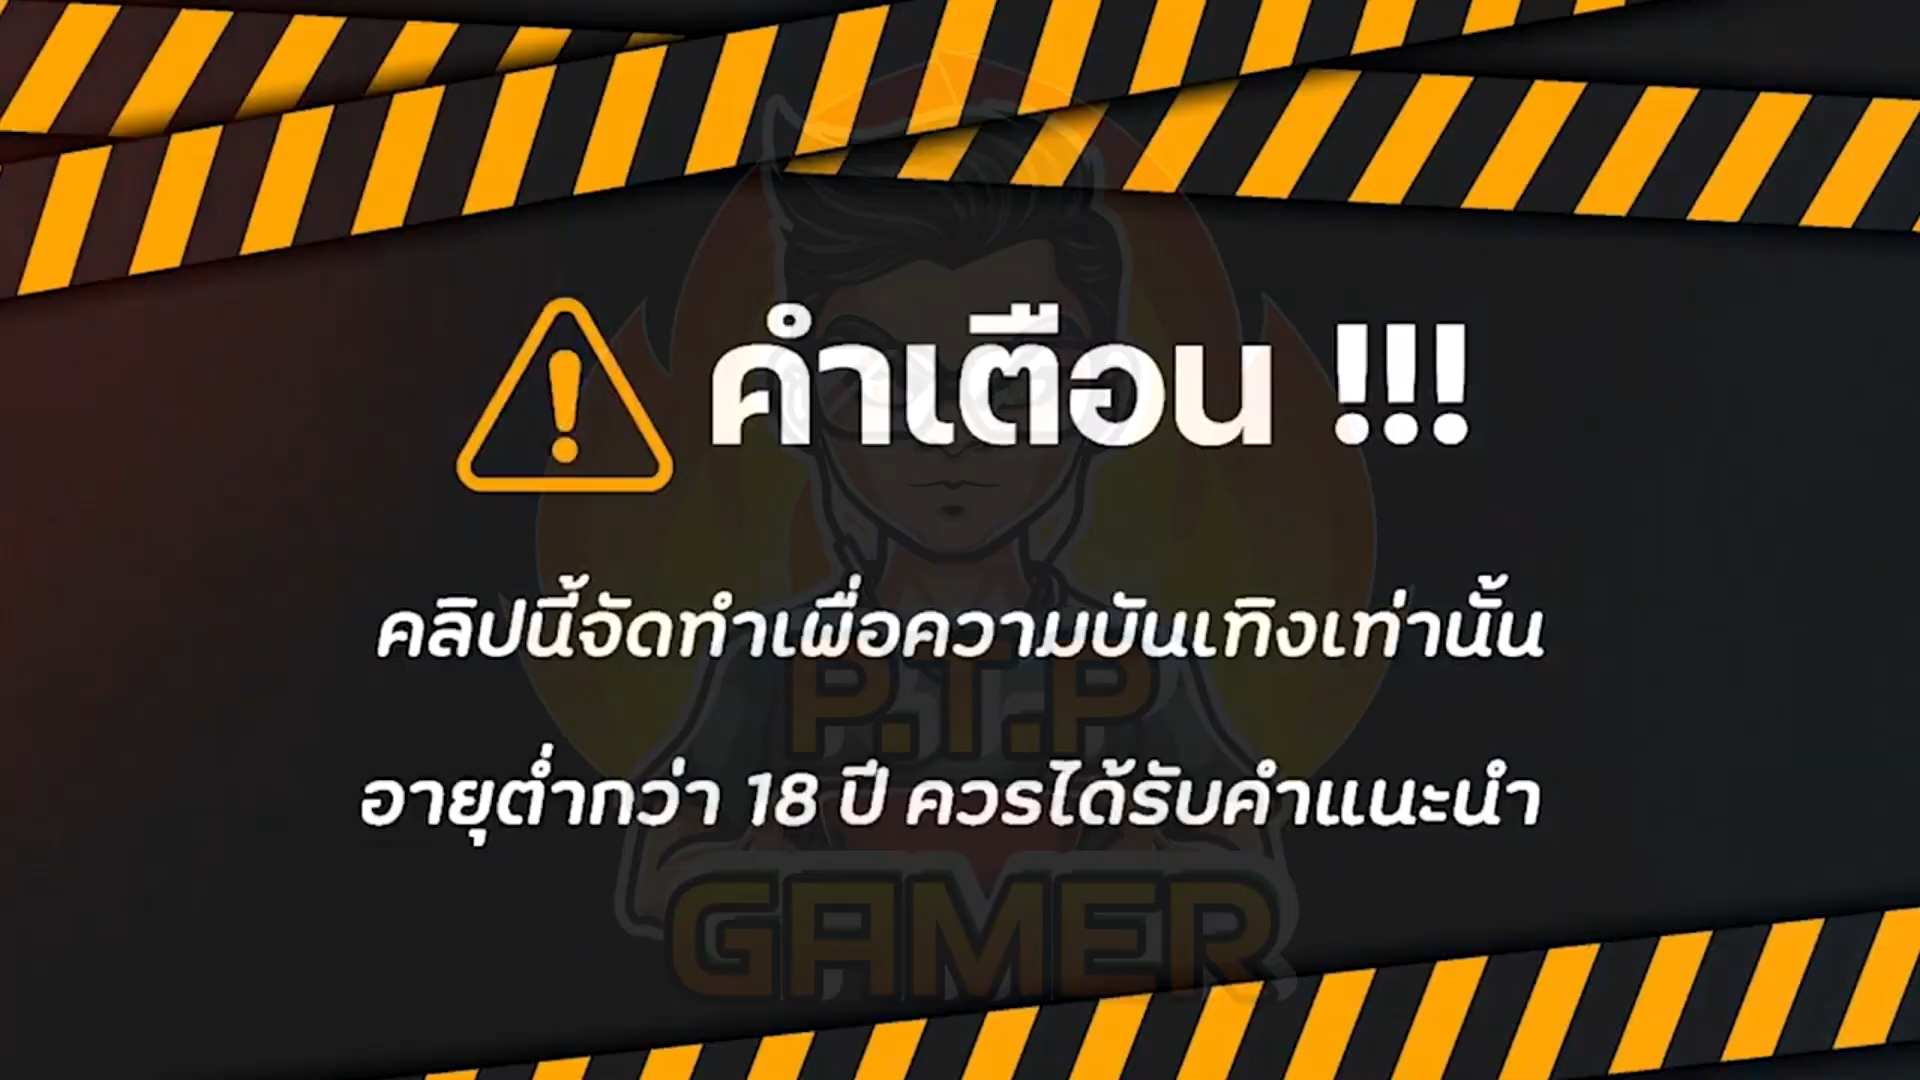 คำเตือน !!!
คลิปนี้จัดทำเพื่อความบันเทิงเท่านั้น
P.T.P
อายุต่ำกว่า 18 ปี ควรได้รับคำแนะนำ
GAMER